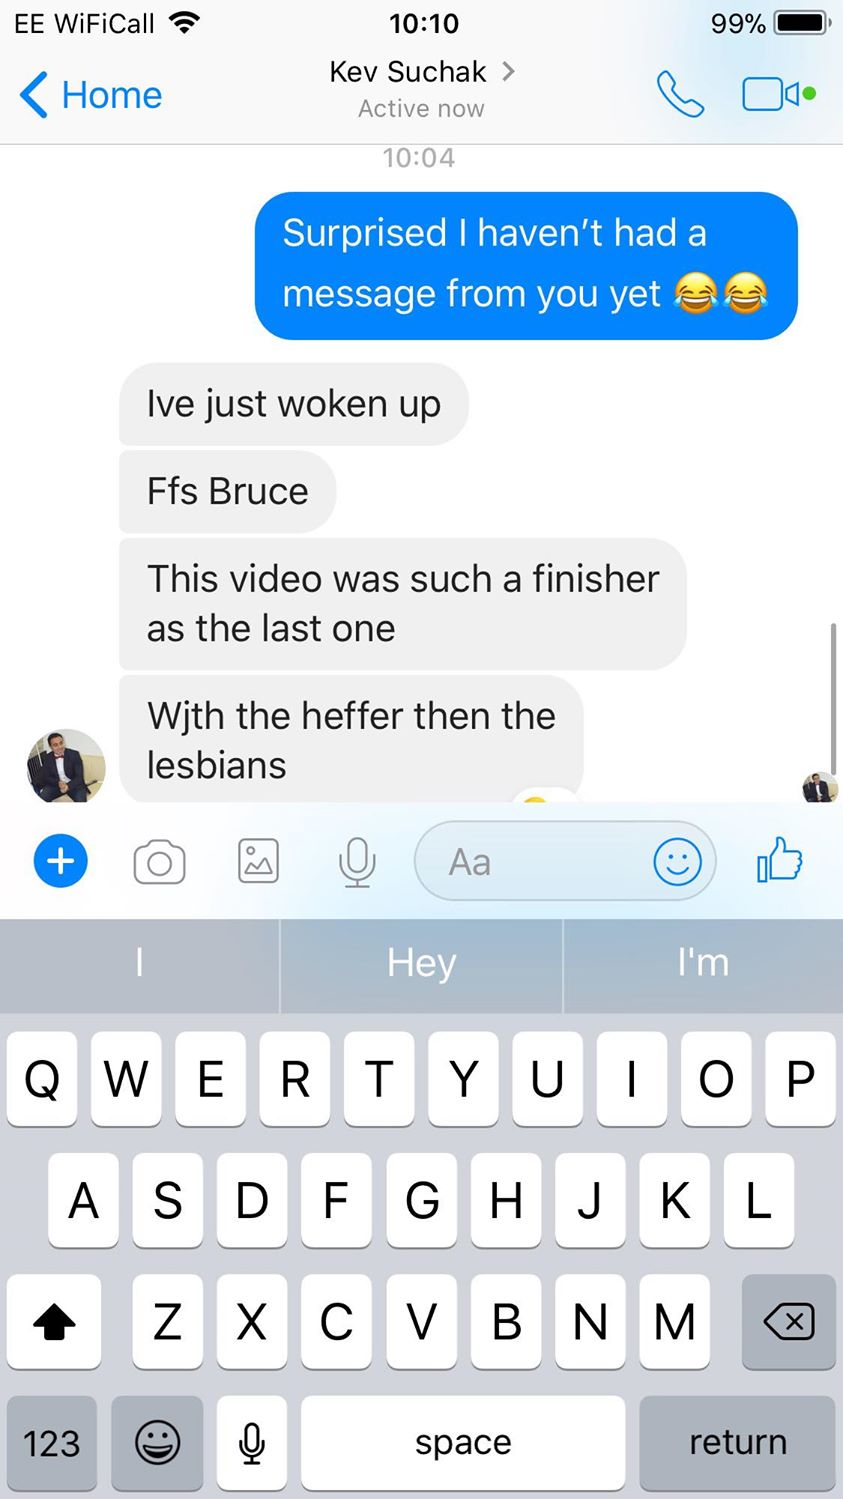 EE WiFiCall 10:10 99%
Home Kev Suchak
Active now
10:04
Surprised I haven't had a
message from you yet 😂😂
Ive just woken up
Ffs Bruce
This video was such a finisher
as the last one
Wjth the heffer then the
lesbians
Aa
I Hey I'm
Q W E R T Y U I O P
A S D F G H J K L
Z X C V B N M
123 space return